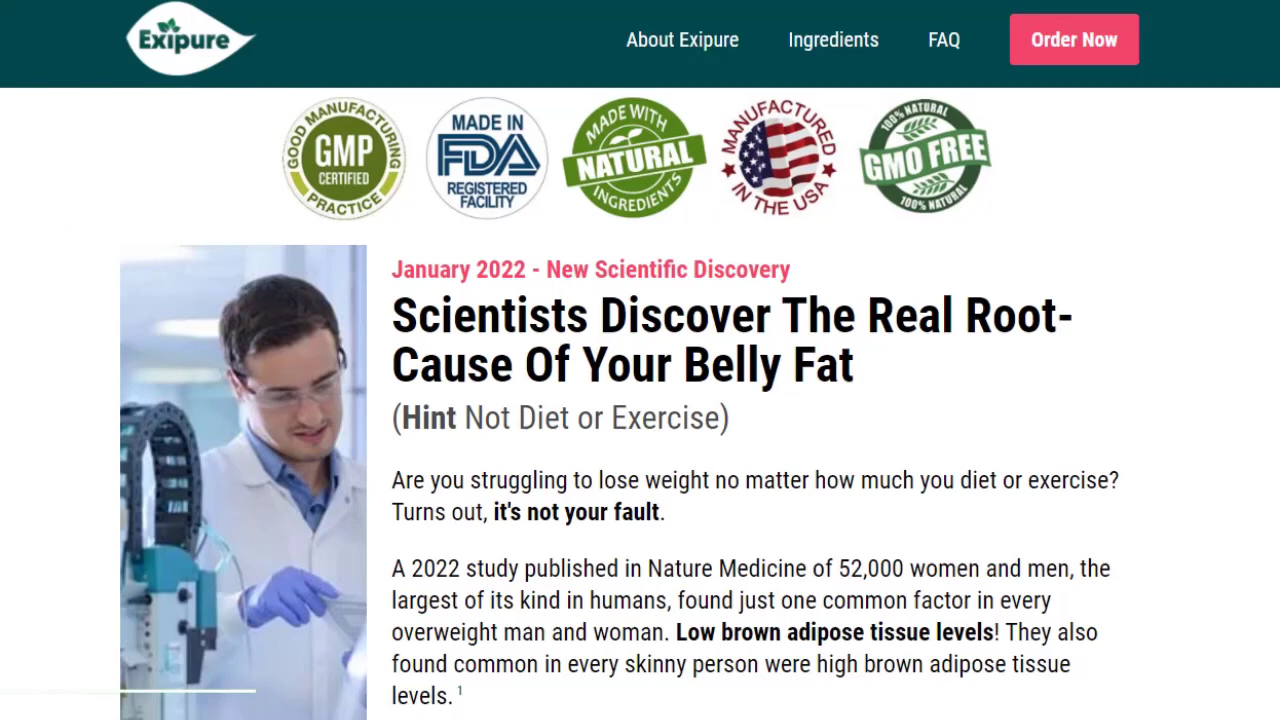 Exipure
About Exipure
Ingredients
FAQ
Order Now
GOOD MANUFACTURING
GMP
CERTIFIED
PRACTICE
MADE IN
FDA
REGISTERED
FACILITY
MADE WITH
NATURAL
INGREDIENTS
MANUFACTURED
IN THE USA
100% NATURAL
GMO FREE
100% NATURAL
January 2022 - New Scientific Discovery
Scientists Discover The Real Root-
Cause Of Your Belly Fat
(Hint Not Diet or Exercise)
Are you struggling to lose weight no matter how much you diet or exercise?
Turns out, it's not your fault.
A 2022 study published in Nature Medicine of 52,000 women and men, the
largest of its kind in humans, found just one common factor in every
overweight man and woman. Low brown adipose tissue levels! They also
found common in every skinny person were high brown adipose tissue
levels. 1